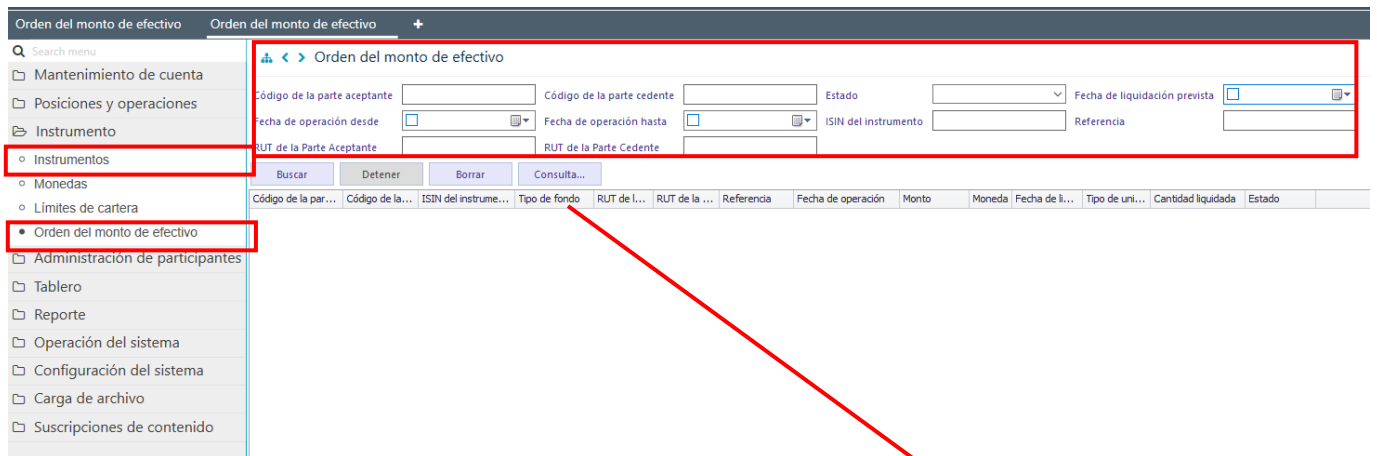 Orden del monto de efectivo Orden del monto de efectivo +
Search menu
Mantenimiento de cuenta
Posiciones y operaciones
Instrumento
Instrumentos
Monedas
Límites de cartera
Orden del monto de efectivo
Administración de participantes
Tablero
Reporte
Operación del sistema
Configuración del sistema
Carga de archivo
Suscripciones de contenido
Orden del monto de efectivo
Código de la parte aceptante Código de la parte cedente Estado Fecha de liquidación prevista
Fecha de operación desde Fecha de operación hasta ISIN del instrumento Referencia
RUT de la Parte Aceptante RUT de la Parte Cedente
Buscar Detener Borrar Consulta...
Código de la par... Código de la... ISIN del instrume... Tipo de fondo RUT de l... RUT de la ... Referencia Fecha de operación Monto Moneda Fecha de li... Tipo de uni... Cantidad liquidada Estado